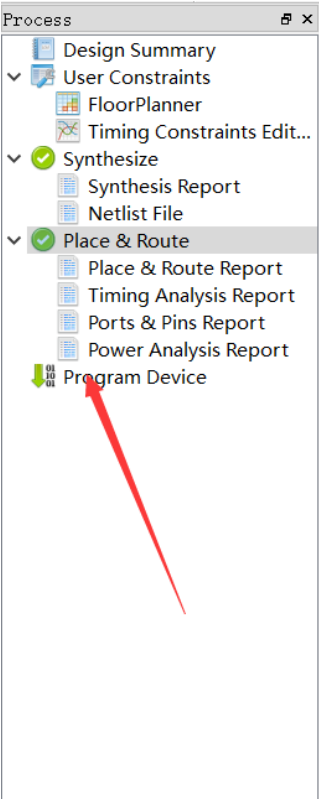 Process
Design Summary
User Constraints
FloorPlanner
Timing Constraints Edit...
Synthesize
Synthesis Report
Netlist File
Place & Route
Place & Route Report
Timing Analysis Report
Ports & Pins Report
Power Analysis Report
Program Device